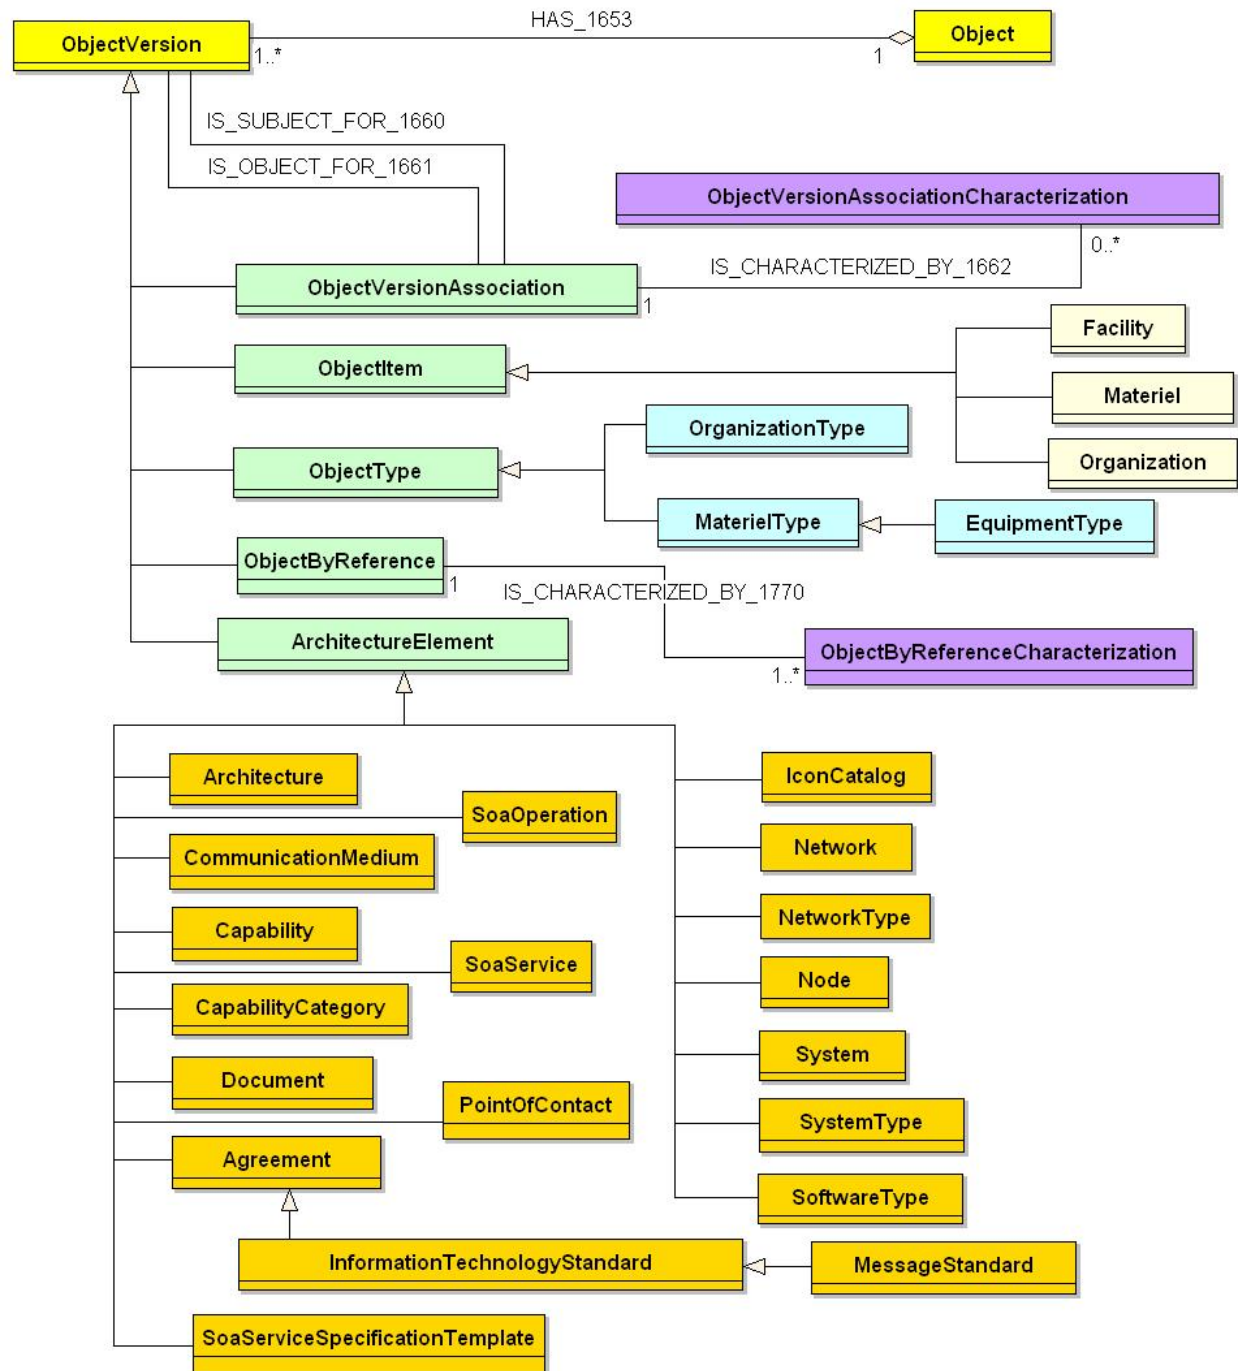 HAS_1653
ObjectVersion
Object
1..*
1
IS_SUBJECT_FOR_1660
IS_OBJECT_FOR_1661
ObjectVersionAssociationCharacterization
0..*
IS_CHARACTERIZED_BY_1662
ObjectVersionAssociation
1
Facility
ObjectItem
Materiel
OrganizationType
Organization
ObjectType
MaterielType
EquipmentType
ObjectByReference
1
IS_CHARACTERIZED_BY_1770
ArchitectureElement
ObjectByReferenceCharacterization
1..*
Architecture
IconCatalog
SoaOperation
CommunicationMedium
Network
Capability
NetworkType
SoaService
Node
CapabilityCategory
System
Document
PointOfContact
SystemType
Agreement
SoftwareType
InformationTechnologyStandard
MessageStandard
SoaServiceSpecificationTemplate